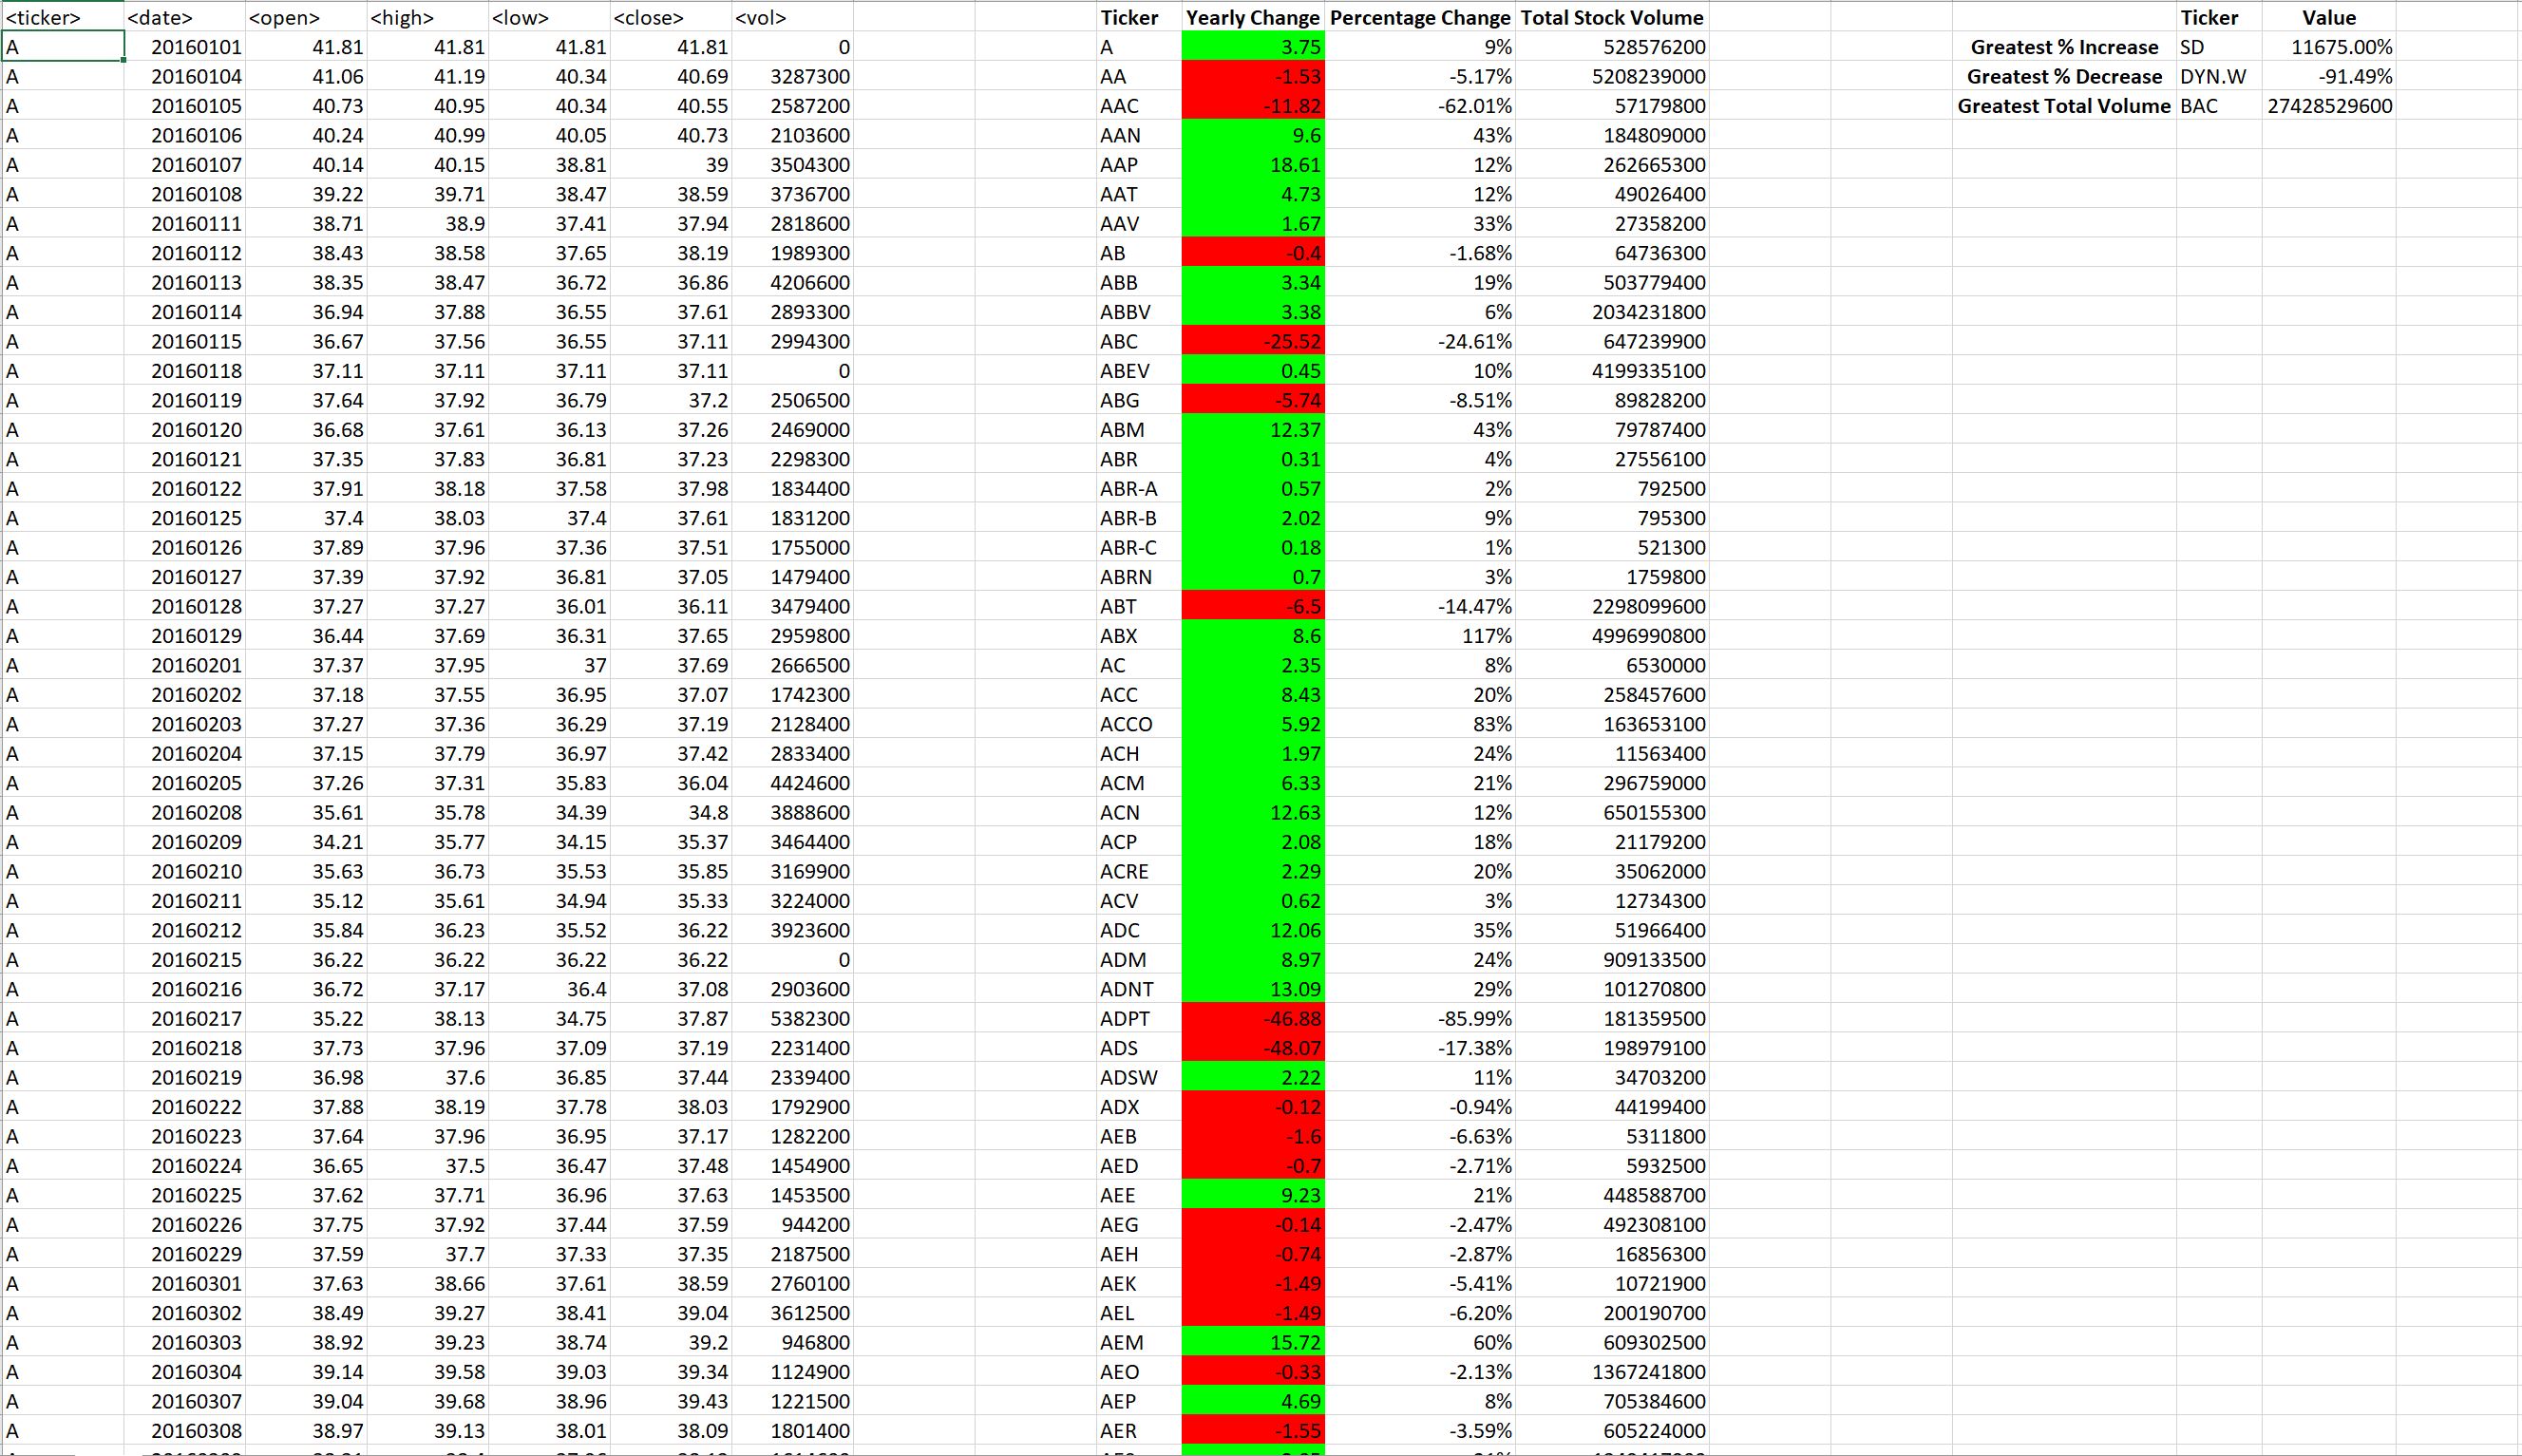 <ticker> <date> <open> <high> <low> <close> <vol> Ticker Yearly Change Percentage Change Total Stock Volume Ticker Value
A 20160101 41.81 41.81 41.81 41.81 0 A 3.75 9% 528576200 Greatest % Increase SD 11675.00%
A 20160104 41.06 41.19 40.34 40.69 3287300 AA -1.53 -5.17% 5208239000 Greatest % Decrease DYN.W -91.49%
A 20160105 40.73 40.95 40.34 40.55 2587200 AAC -11.82 -62.01% 57179800 Greatest Total Volume BAC 27428529600
A 20160106 40.24 40.99 40.05 40.73 2103600 AAN 9.6 43% 184809000
A 20160107 40.14 40.15 38.81 39 3504300 AAP 18.61 12% 262665300
A 20160108 39.22 39.71 38.47 38.59 3736700 AAT 4.73 12% 49026400
A 20160111 38.71 38.9 37.41 37.94 2818600 AAV 1.67 33% 27358200
A 20160112 38.43 38.58 37.65 38.19 1989300 AB -0.4 -1.68% 64736300
A 20160113 38.35 38.47 36.72 36.86 4206600 ABB 3.34 19% 503779400
A 20160114 36.94 37.88 36.55 37.61 2893300 ABBV 3.38 6% 2034231800
A 20160115 36.67 37.56 36.55 37.11 2994300 ABC -25.52 -24.61% 647239900
A 20160118 37.11 37.11 37.11 37.11 0 ABEV 0.45 10% 4199335100
A 20160119 37.64 37.92 36.79 37.2 2506500 ABG -5.74 -8.51% 89828200
A 20160120 36.68 37.61 36.13 37.26 2469000 ABM 12.37 43% 79787400
A 20160121 37.35 37.83 36.81 37.23 2298300 ABR 0.31 4% 27556100
A 20160122 37.91 38.18 37.58 37.98 1834400 ABR-A 0.57 2% 792500
A 20160125 37.4 38.03 37.4 37.61 1831200 ABR-B 2.02 9% 795300
A 20160126 37.89 37.96 37.36 37.51 1755000 ABR-C 0.18 1% 521300
A 20160127 37.39 37.92 36.81 37.05 1479400 ABRN 0.7 3% 1759800
A 20160128 37.27 37.27 36.01 36.11 3479400 ABT -6.5 -14.47% 2298099600
A 20160129 36.44 37.69 36.31 37.65 2959800 ABX 8.6 117% 4996990800
A 20160201 37.37 37.95 37 37.69 2666500 AC 2.35 8% 6530000
A 20160202 37.18 37.55 36.95 37.07 1742300 ACC 8.43 20% 258457600
A 20160203 37.27 37.36 36.29 37.19 2128400 ACCO 5.92 83% 163653100
A 20160204 37.15 37.79 36.97 37.42 2833400 ACH 1.97 24% 11563400
A 20160205 37.26 37.31 35.83 36.04 4424600 ACM 6.33 21% 296759000
A 20160208 35.61 35.78 34.39 34.8 3888600 ACN 12.63 12% 650155300
A 20160209 34.21 35.77 34.15 35.37 3464400 ACP 2.08 18% 21179200
A 20160210 35.63 36.73 35.53 35.85 3169900 ACRE 2.29 20% 35062000
A 20160211 35.12 35.61 34.94 35.33 3224000 ACV 0.62 3% 12734300
A 20160212 35.84 36.23 35.52 36.22 3923600 ADC 12.06 35% 51966400
A 20160215 36.22 36.22 36.22 36.22 0 ADM 8.97 24% 909133500
A 20160216 36.72 37.17 36.4 37.08 2903600 ADNT 13.09 29% 101270800
A 20160217 35.22 38.13 34.75 37.87 5382300 ADPT -46.88 -85.99% 181359500
A 20160218 37.73 37.96 37.09 37.19 2231400 ADS -48.07 -17.38% 198979100
A 20160219 36.98 37.6 36.85 37.44 2339400 ADSW 2.22 11% 34703200
A 20160222 37.88 38.19 37.78 38.03 1792900 ADX -0.12 -0.94% 44199400
A 20160223 37.64 37.96 36.95 37.17 1282200 AEB -1.6 -6.63% 5311800
A 20160224 36.65 37.5 36.47 37.48 1454900 AED -0.7 -2.71% 5932500
A 20160225 37.62 37.71 36.96 37.63 1453500 AEE 9.23 21% 448588700
A 20160226 37.75 37.92 37.44 37.59 944200 AEG -0.14 -2.47% 492308100
A 20160229 37.59 37.7 37.33 37.35 2187500 AEH -0.74 -2.87% 16856300
A 20160301 37.63 38.66 37.61 38.59 2760100 AEK -1.49 -5.41% 10721900
A 20160302 38.49 39.27 38.41 39.04 3612500 AEL -1.49 -6.20% 200190700
A 20160303 38.92 39.23 38.74 39.2 946800 AEM 15.72 60% 609302500
A 20160304 39.14 39.58 39.03 39.34 1124900 AEO -0.33 -2.13% 1367241800
A 20160307 39.04 39.68 38.96 39.43 1221500 AEP 4.69 8% 705384600
A 20160308 38.97 39.13 38.01 38.09 1801400 AER -1.55 -3.59% 605224000